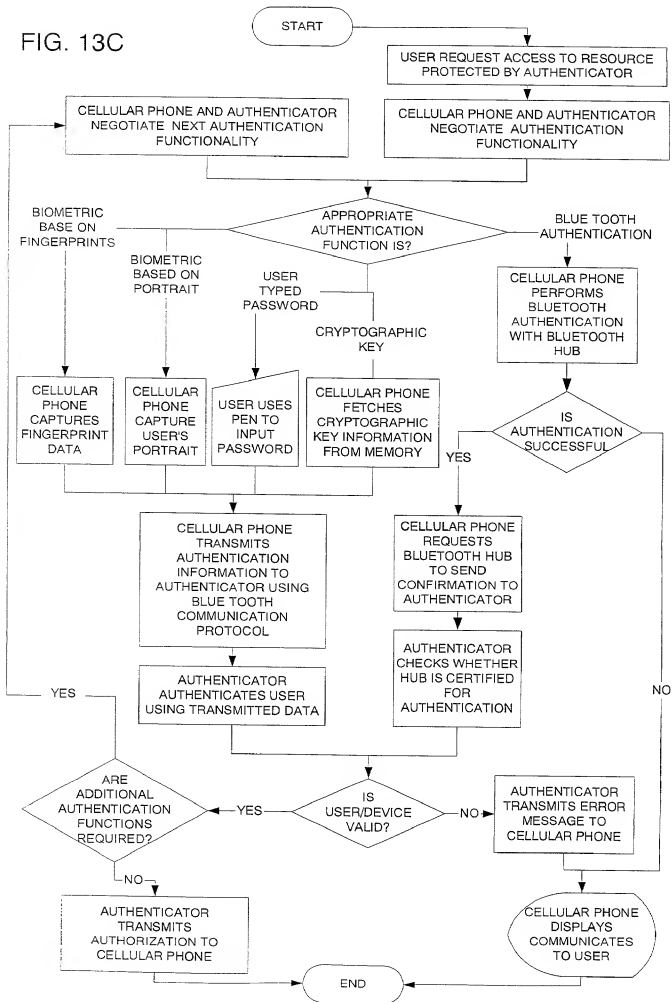 FIG. 13C
START
USER REQUEST ACCESS TO RESOURCE
PROTECTED BY AUTHENTICATOR
CELLULAR PHONE AND AUTHENTICATOR
NEGOTIATE NEXT AUTHENTICATION
FUNCTIONALITY
CELLULAR PHONE AND AUTHENTICATOR
NEGOTIATE AUTHENTICATION
FUNCTIONALITY
BIOMETRIC
BASE ON
FINGERPRINTS
BIOMETRIC
BASED ON
PORTRAIT
APPROPRIATE
AUTHENTICATION
FUNCTION IS?
USER
TYPED
PASSWORD
CRYPTOGRAPHIC
KEY
BLUE TOOTH
AUTHENTICATION
CELLULAR PHONE
PERFORMS
BLUETOOTH
AUTHENTICATION
WITH BLUETOOTH
HUB
CELLULAR
PHONE
CAPTURES
FINGERPRINT
DATA
CELLULAR
PHONE
CAPTURE
USER'S
PORTRAIT
USER USES
PEN TO
INPUT
PASSWORD
CELLULAR PHONE
FETCHES
CRYPTOGRAPHIC
KEY INFORMATION
FROM MEMORY
IS
AUTHENTICATION
SUCCESSFUL
YES
NO
CELLULAR PHONE
TRANSMITS
AUTHENTICATION
INFORMATION TO
AUTHENTICATOR USING
BLUE TOOTH
COMMUNICATION
PROTOCOL
CELLULAR PHONE
REQUESTS
BLUETOOTH HUB
TO SEND
CONFIRMATION TO
AUTHENTICATOR
AUTHENTICATOR
AUTHENTICATES USER
USING TRANSMITTED DATA
AUTHENTICATOR
CHECKS WHETHER
HUB IS CERTIFIED
FOR
AUTHENTICATION
YES
ARE
ADDITIONAL
AUTHENTICATION
FUNCTIONS
REQUIRED?
YES
IS
USER/DEVICE
VALID?
NO
AUTHENTICATOR
TRANSMITS ERROR
MESSAGE TO
CELLULAR PHONE
NO
AUTHENTICATOR
TRANSMITS
AUTHORIZATION TO
CELLULAR PHONE
CELLULAR PHONE
DISPLAYS
COMMUNICATES
TO USER
END